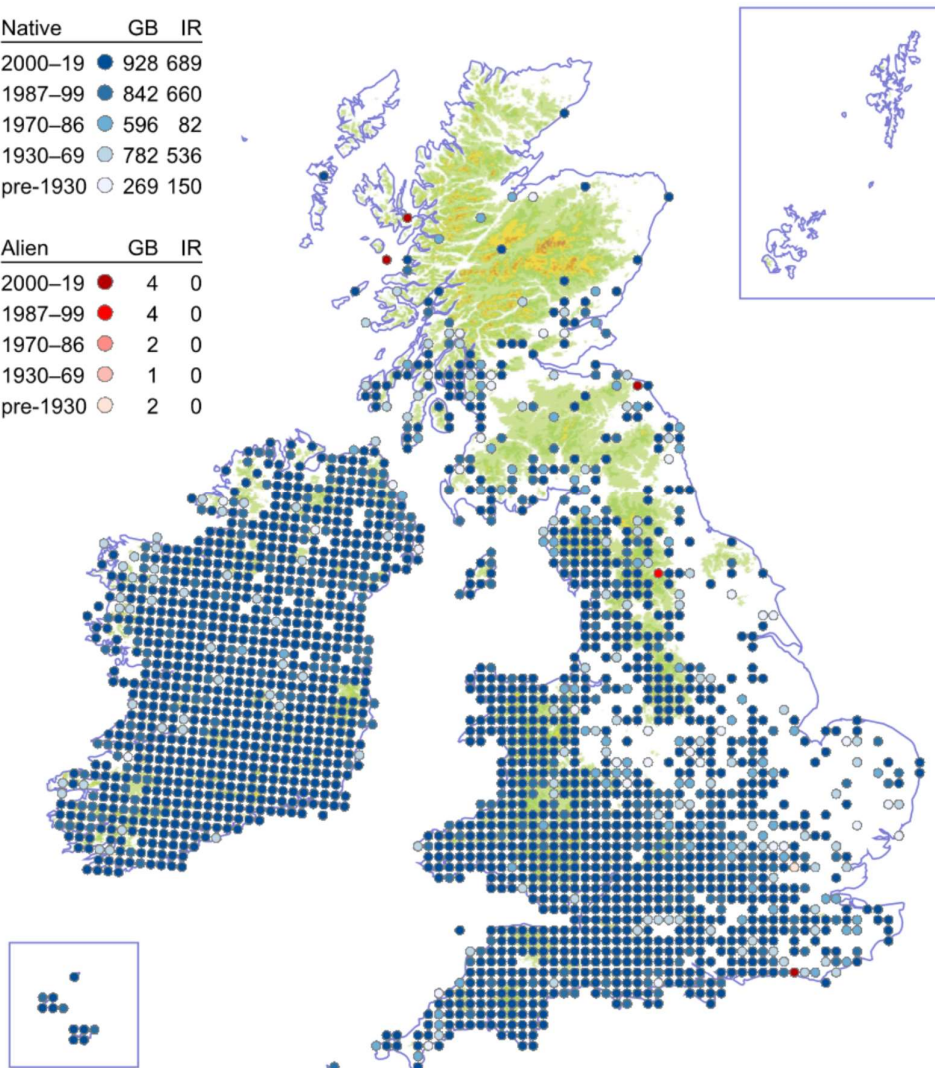 Native GB IR
2000–19 928 689
1987–99 842 660
1970–86 596 82
1930–69 782 536
pre-1930 269 150
Alien GB IR
2000–19 4 0
1987–99 4 0
1970–86 2 0
1930–69 1 0
pre-1930 2 0